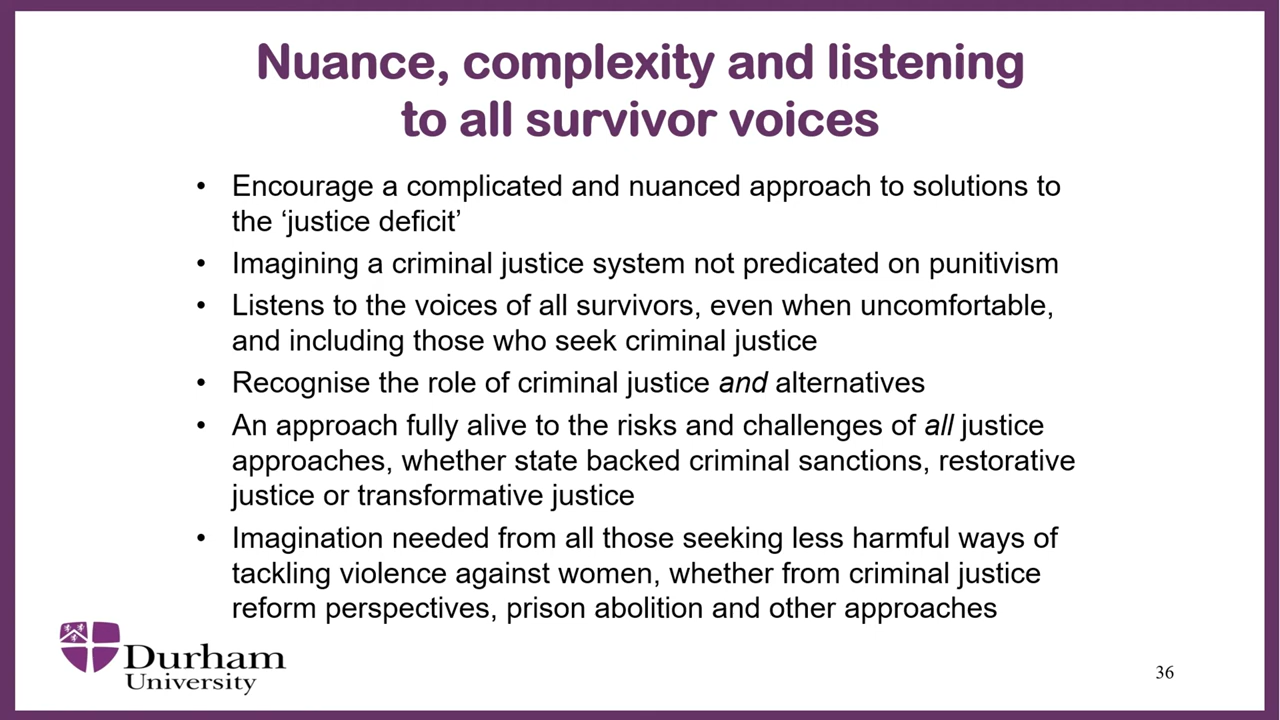 Nuance, complexity and listening
to all survivor voices
• Encourage a complicated and nuanced approach to solutions to
the ‘justice deficit’
• Imagining a criminal justice system not predicated on punitivism
• Listens to the voices of all survivors, even when uncomfortable,
and including those who seek criminal justice
• Recognise the role of criminal justice and alternatives
• An approach fully alive to the risks and challenges of all justice
approaches, whether state backed criminal sanctions, restorative
justice or transformative justice
• Imagination needed from all those seeking less harmful ways of
tackling violence against women, whether from criminal justice
reform perspectives, prison abolition and other approaches
Durham
University
36